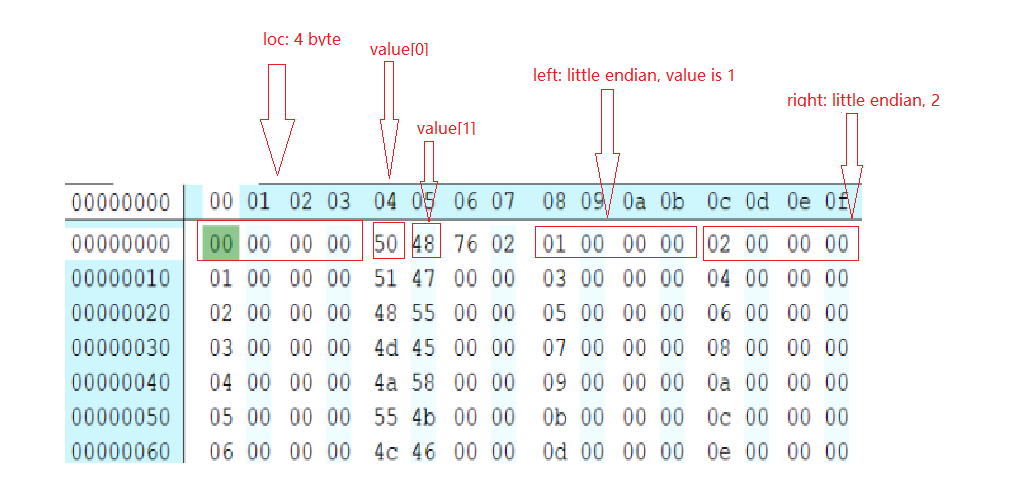 loc: 4 byte
value[0]
left: little endian, value is 1
right: little endian, 2
value[1]
00000000 00 01 02 03 04 05 06 07 08 09 0a 0b 0c 0d 0e 0f
00000000 00 00 00 00 50 48 76 02 01 00 00 00 02 00 00 00
00000010 01 00 00 00 51 47 00 00 03 00 00 00 04 00 00 00
00000020 02 00 00 00 48 55 00 00 05 00 00 00 06 00 00 00
00000030 03 00 00 00 4d 45 00 00 07 00 00 00 08 00 00 00
00000040 04 00 00 00 4a 58 00 00 09 00 00 00 0a 00 00 00
00000050 05 00 00 00 55 4b 00 00 0b 00 00 00 0c 00 00 00
00000060 06 00 00 00 4c 46 00 00 0d 00 00 00 0e 00 00 00